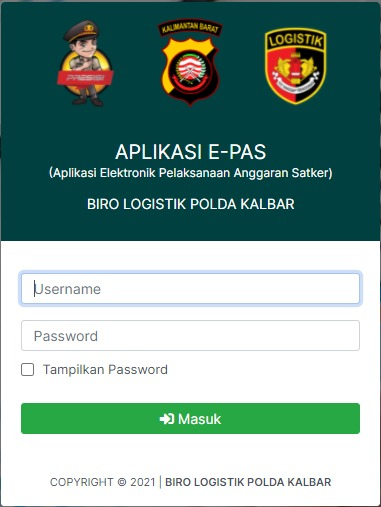 PRESISI
KALIMANTAN BARAT
LOGISTIK
APLIKASI E-PAS
(Aplikasi Elektronik Pelaksanaan Anggaran Satker)
BIRO LOGISTIK POLDA KALBAR
Username
Password
Tampilkan Password
Masuk
COPYRIGHT © 2021 | BIRO LOGISTIK POLDA KALBAR